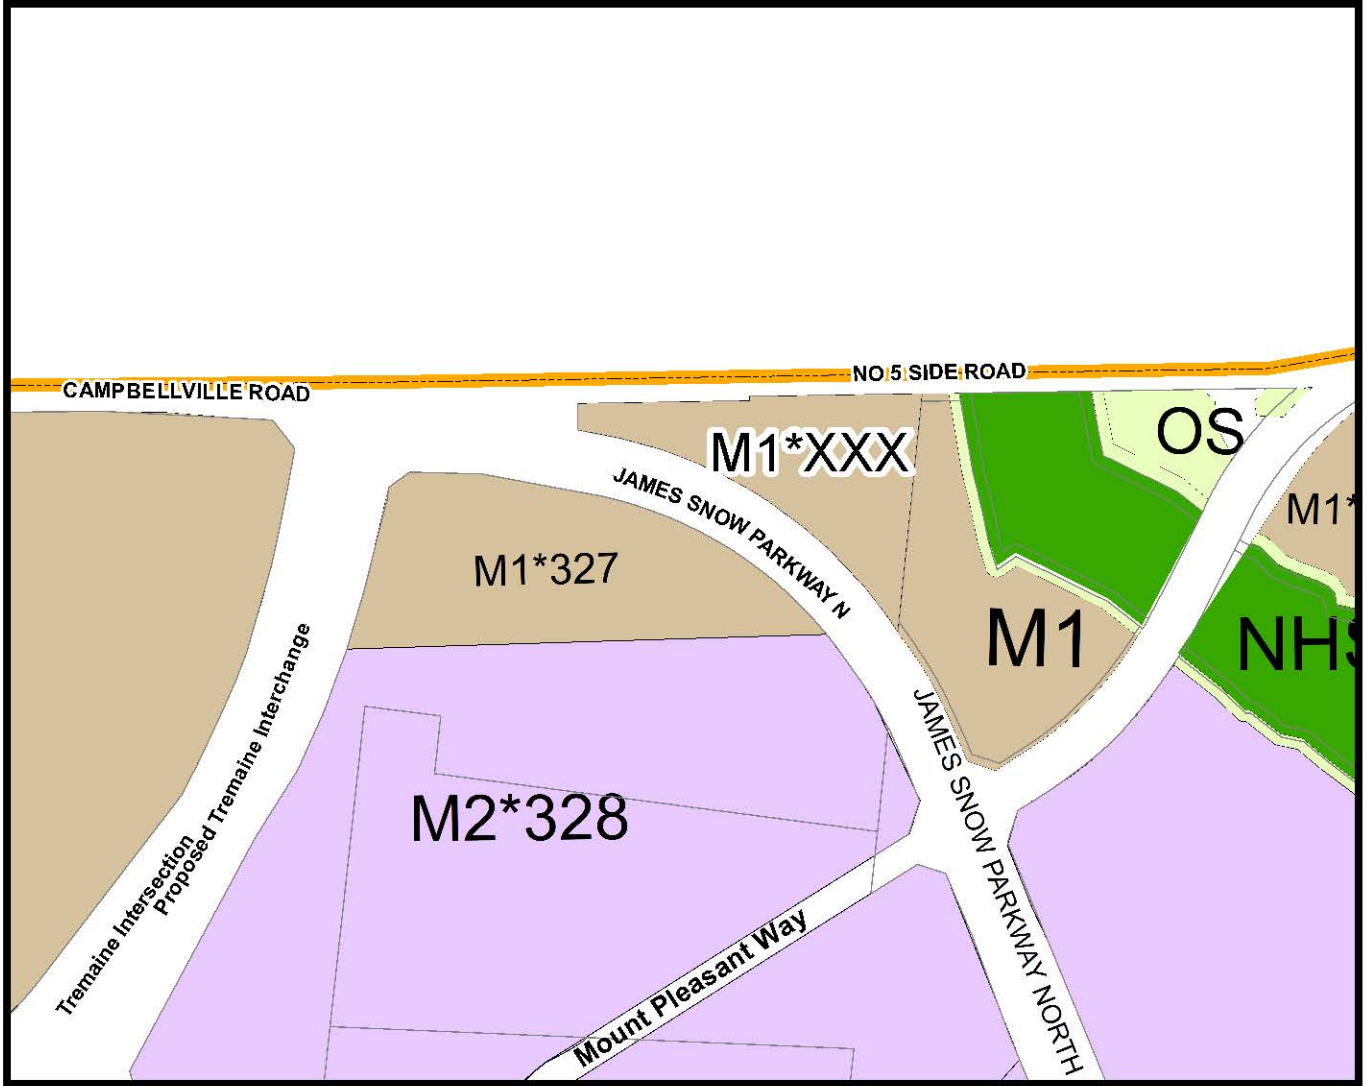 NO 5 SIDE ROAD
CAMPBELLVILLE ROAD
OS
M1*XXX
JAMES SNOW PARKWAY N
M1*
M1*327
M1
NHS
Proposed Tremaine Interchange
Tremaine Intersection
JAMES SNOW PARKWAY NORTH
M2*328
Mount Pleasant Way